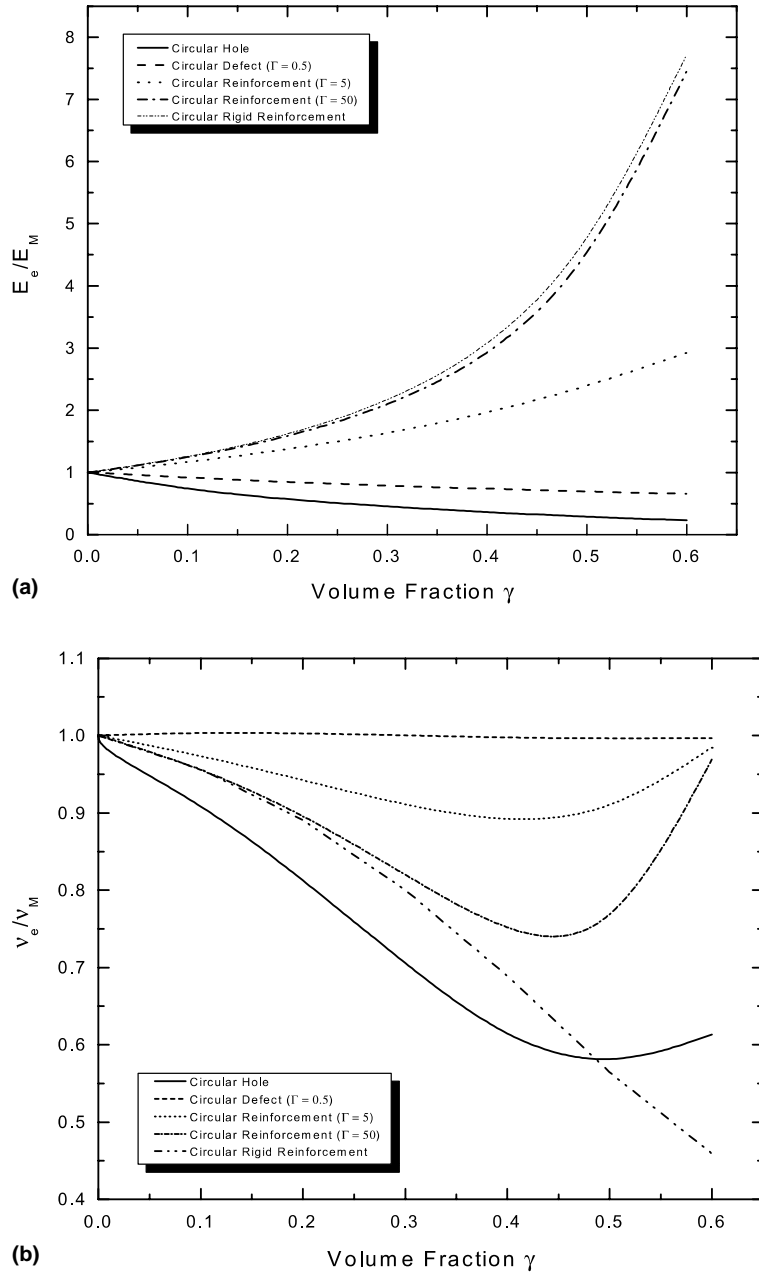 8
7
6
5
4
3
2
1
0
E_e/E_M
Circular Hole
Circular Defect (Γ = 0.5)
Circular Reinforcement (Γ = 5)
Circular Reinforcement (Γ = 50)
Circular Rigid Reinforcement
0.0 0.1 0.2 0.3 0.4 0.5 0.6
Volume Fraction γ
(a)
1.1
1.0
0.9
0.8
0.7
0.6
0.5
0.4
ν_e/ν_M
Circular Hole
Circular Defect (Γ = 0.5)
Circular Reinforcement (Γ = 5)
Circular Reinforcement (Γ = 50)
Circular Rigid Reinforcement
0.0 0.1 0.2 0.3 0.4 0.5 0.6
Volume Fraction γ
(b)